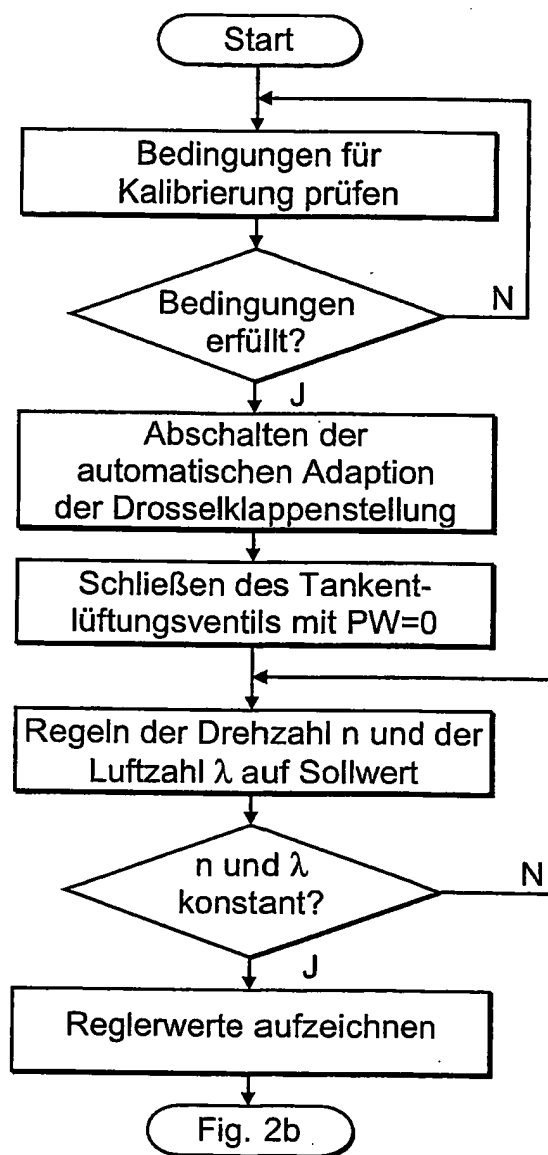 Start
Bedingungen für
Kalibrierung prüfen
Bedingungen
erfüllt?
N
J
Abschalten der
automatischen Adaption
der Drosselklappenstellung
Schließen des Tankent-
lüftungsventils mit PW=0
Regeln der Drehzahl n und der
Luftzahl λ auf Sollwert
n und λ
konstant?
N
J
Reglerwerte aufzeichnen
Fig. 2b